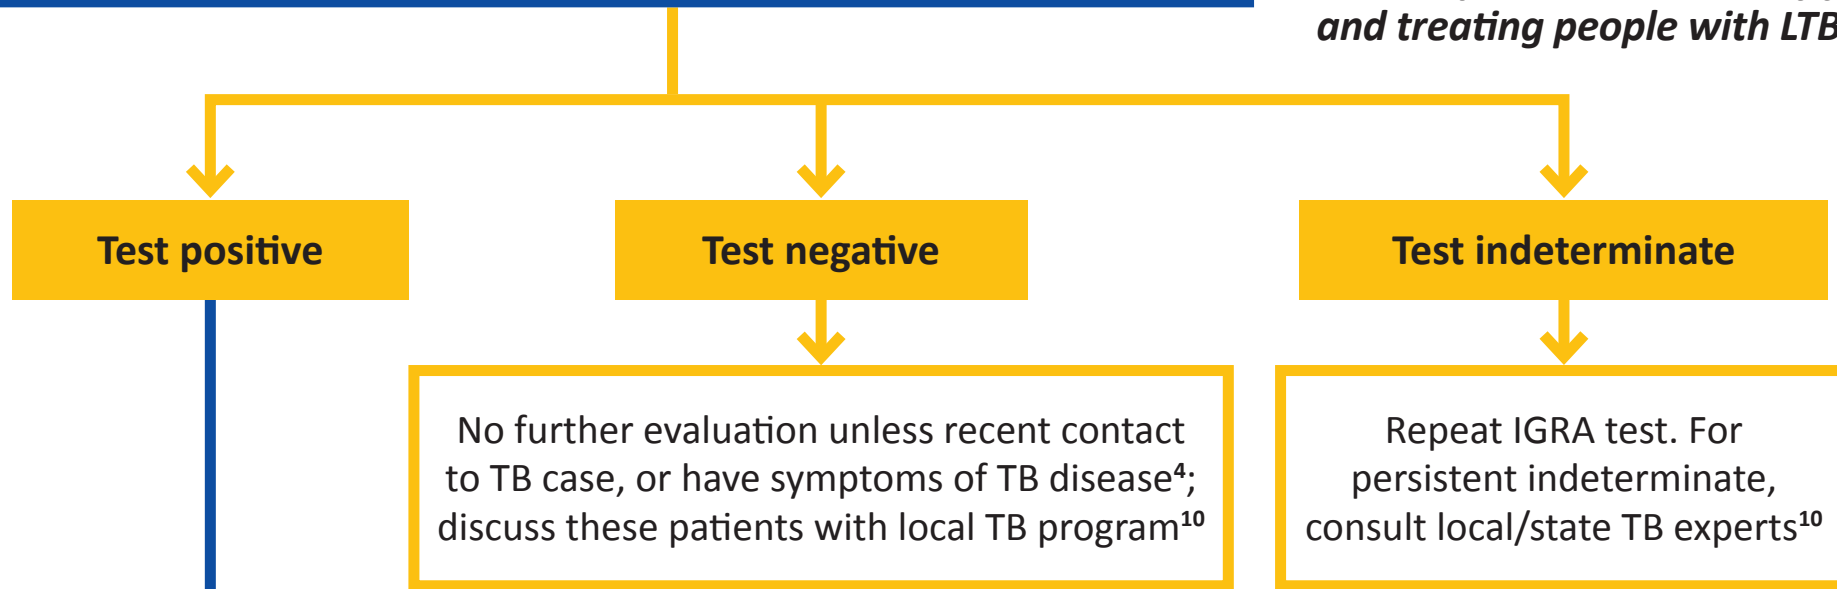 and treating people with LTB
Test positive
Test negative
Test indeterminate
No further evaluation unless recent contact
to TB case, or have symptoms of TB disease⁴;
discuss these patients with local TB program¹⁰
Repeat IGRA test. For
persistent indeterminate,
consult local/state TB experts¹⁰